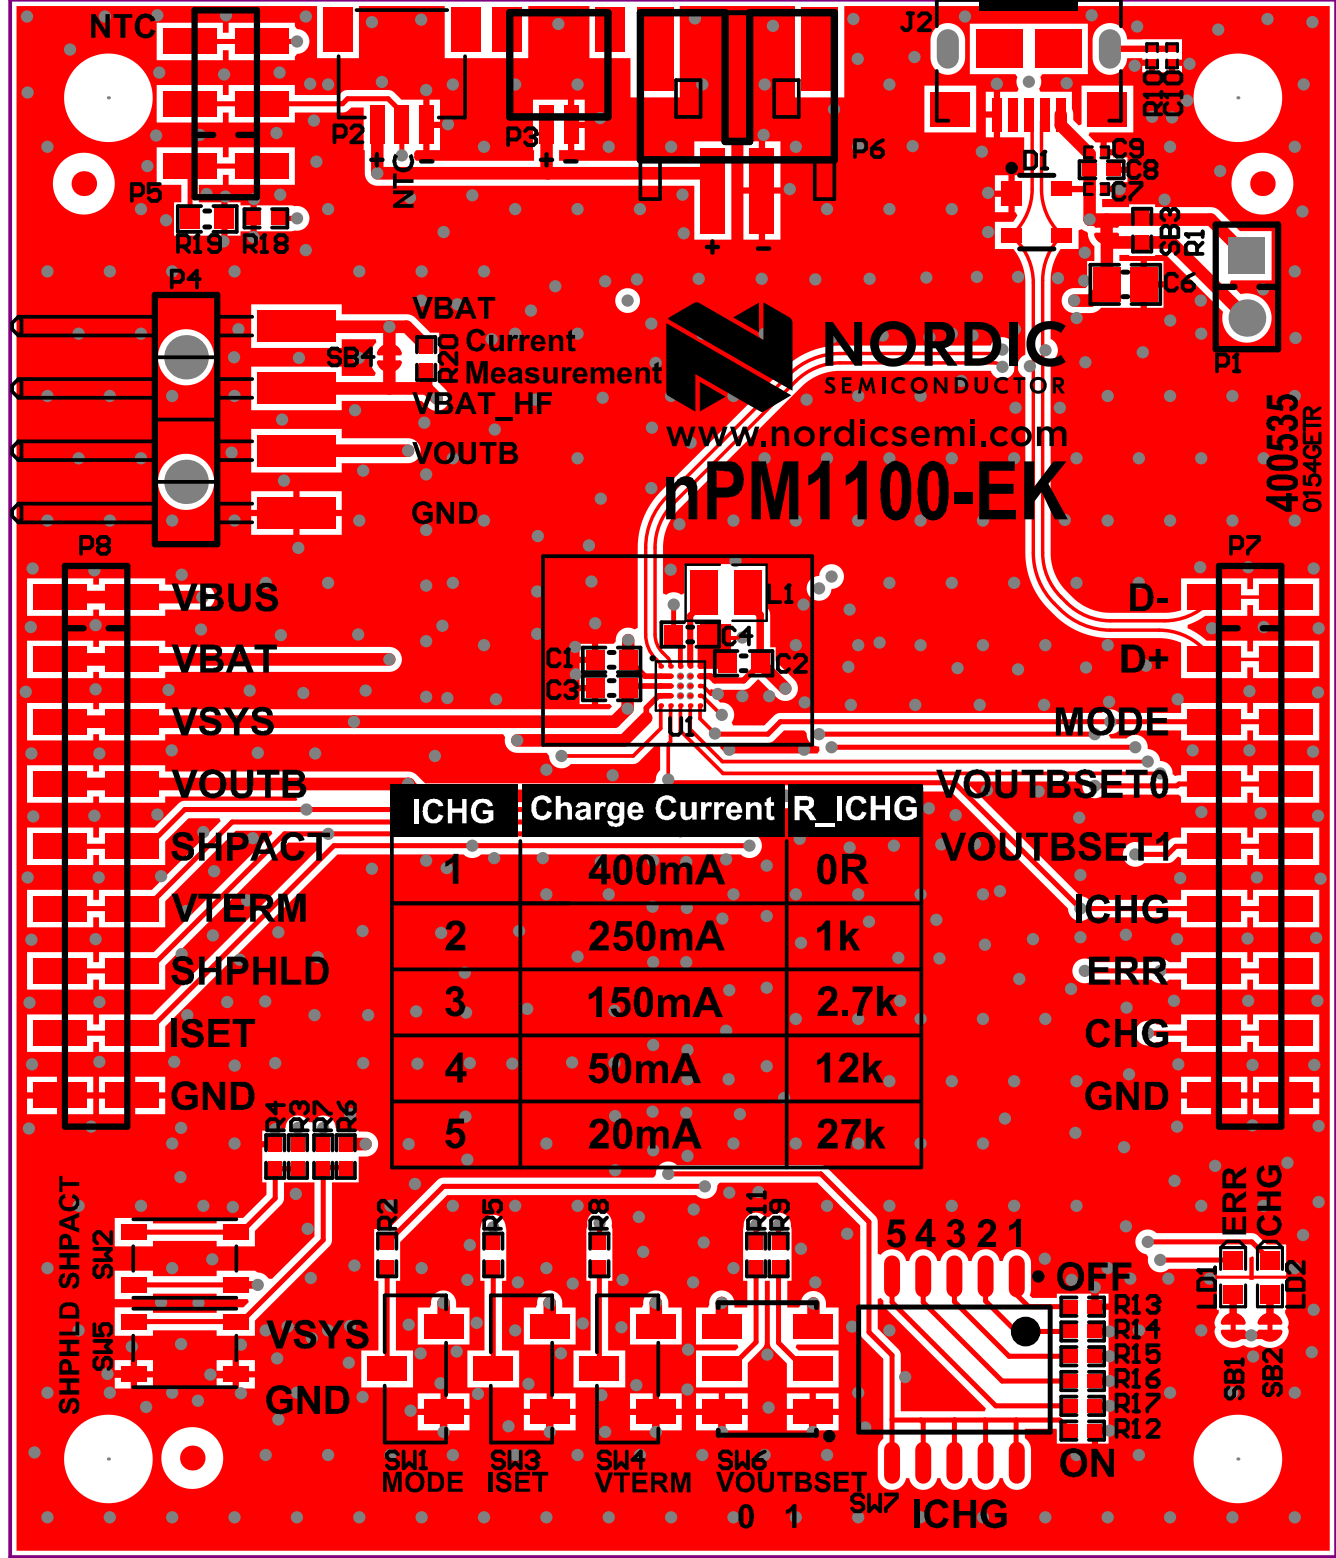 NTC
J2
R10
C10
P2
P3
P6
+
NTC
-
+
-
D1
C9
C8
C7
P5
R19
R18
SB3
R1
+
-
C6
P4
VBAT
SB4
R20
Current
Measurement
VBAT_HF
VOUTB
GND
NORDIC
SEMICONDUCTOR
www.nordicsemi.com
nPM1100-EK
P1
400535
0154GETR
P8
P7
VBUS
VBAT
VSYS
VOUTB
SHPACT
VTERM
SHPHLD
ISET
GND
L1
C4
C1
C2
C3
U1
D-
D+
MODE
VOUTBSET0
VOUTBSET1
ICHG
ERR
CHG
GND
ICHG Charge Current R_ICHG
1 400mA 0R
2 250mA 1k
3 150mA 2.7k
4 50mA 12k
5 20mA 27k
R4
R3
R7
R6
SHPHLD SHPACT
SW2
SW5
R2
R5
R8
R11
R9
VSYS
GND
SW1
MODE
SW3
ISET
SW4
VTERM
SW6
VOUTBSET
0 1
5 4 3 2 1
OFF
R13
R14
R15
R16
R17
R12
ON
SW7
ICHG
ERR
CHG
LD1
LD2
SB1
SB2